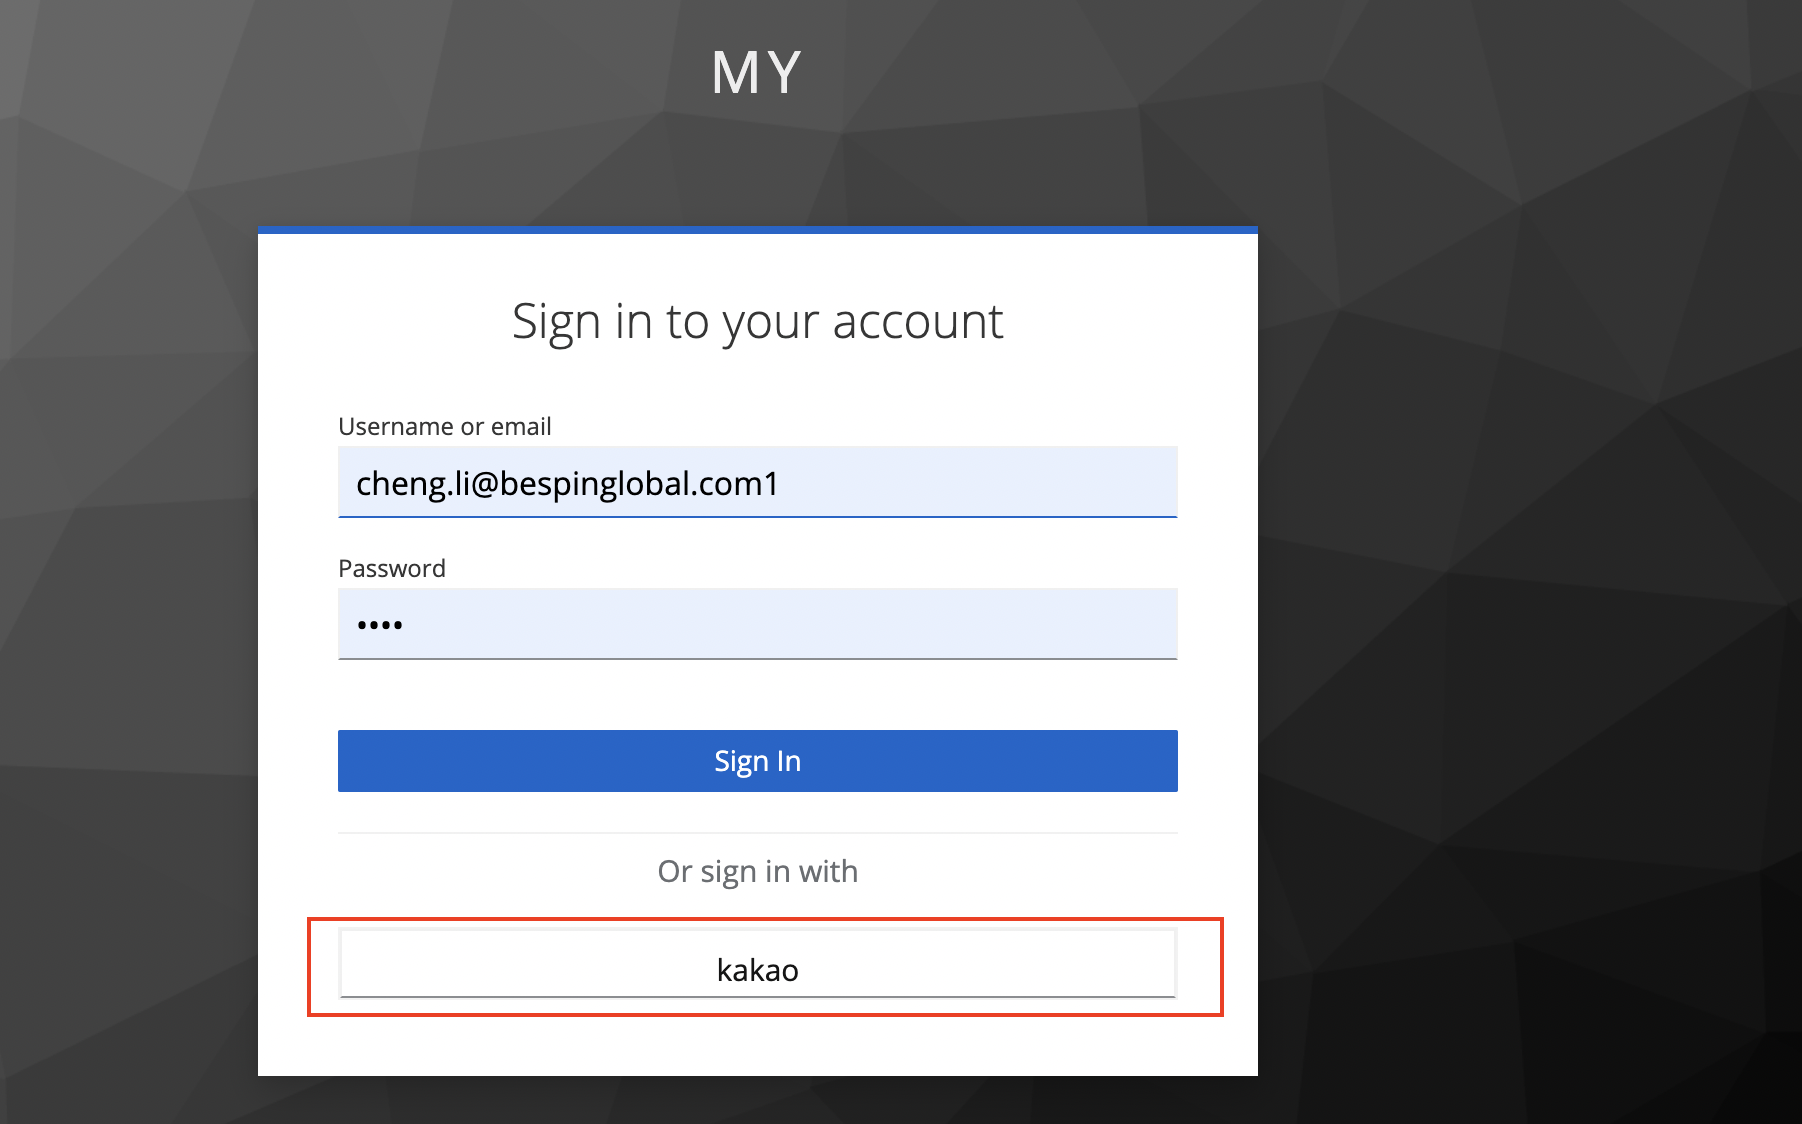 MY
Sign in to your account
Username or email
cheng.li@bespinglobal.com1
Password
••••
Sign In
Or sign in with
kakao